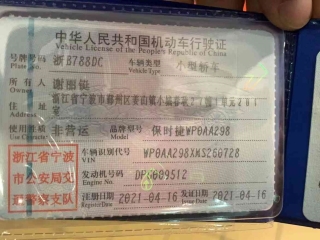 中华人民共和国机动车行驶证
Vehicle License of the People's Republic of China
号牌号码 浙B788DC 车辆类型 小型轿车
Plate No. Vehicle Type
所有人
Owner
住址 浙江省宁波市鄞州区
Address
使用性质 非营运 品牌型号 保时捷WP0AA298
Use Character Model
浙江省宁波
市公安局交
通警察支队
车辆识别代号 WP0AA298XMS260728
VIN
发动机号码
Engine No.
注册日期 2021-04-16 发证日期 2021-04-16
Register Date Issue Date